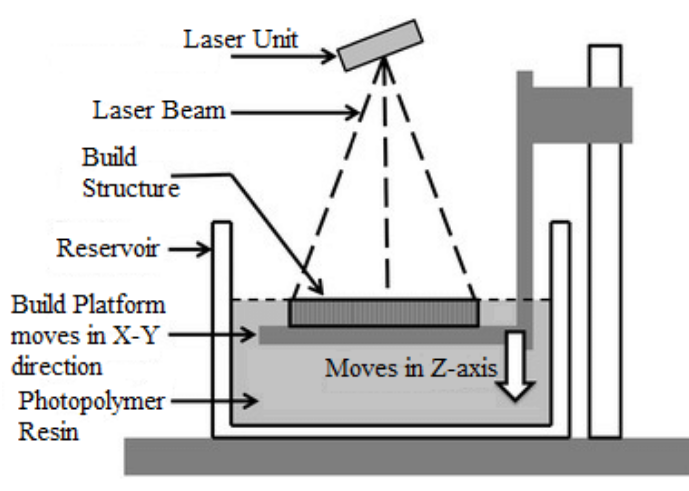 Laser Unit
Laser Beam
Build
Structure
Reservoir
Build Platform
moves in X-Y
direction
Moves in Z-axis
Photopolymer
Resin